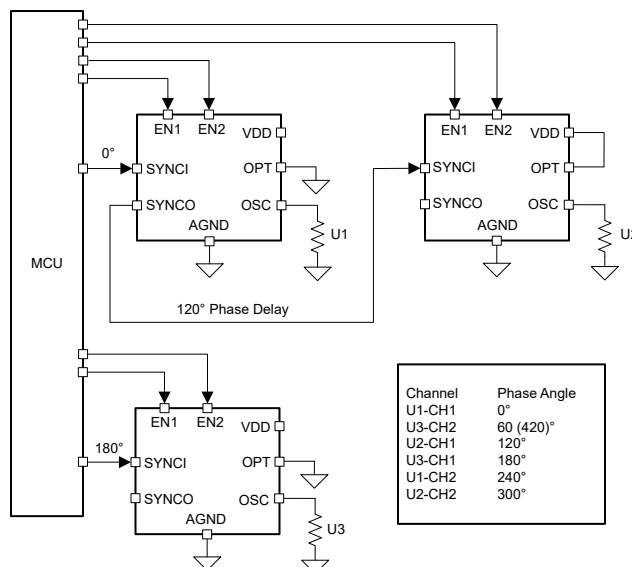 MCU
EN1
EN2
VDD
0°
SYNCI
OPT
SYNCO
OSC
AGND
U1
EN1
EN2
VDD
SYNCI
OPT
SYNCO
OSC
AGND
120° Phase Delay
EN1
EN2
VDD
180°
SYNCI
OPT
SYNCO
OSC
AGND
U3
Channel Phase Angle
U1-CH1 0°
U3-CH2 60 (420)°
U2-CH1 120°
U3-CH1 180°
U1-CH2 240°
U2-CH2 300°